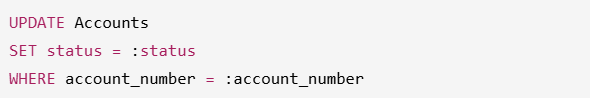 UPDATE Accounts
SET status = :status
WHERE account_number = :account_number